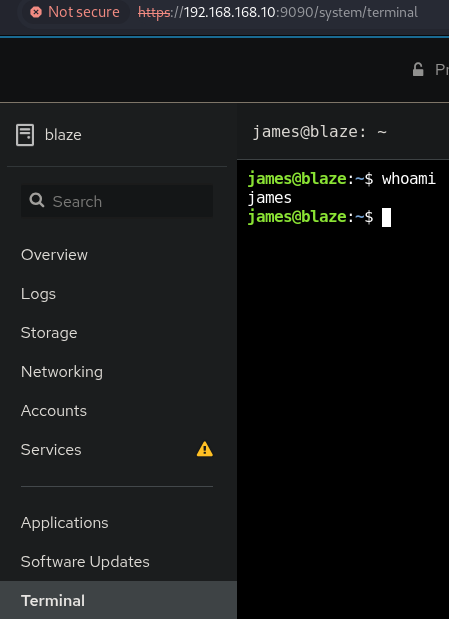 Not secure https://192.168.168.10:9090/system/terminal
Pr
blaze
james@blaze: ~
james@blaze:~$ whoami
james
james@blaze:~$
Search
Overview
Logs
Storage
Networking
Accounts
Services
Applications
Software Updates
Terminal